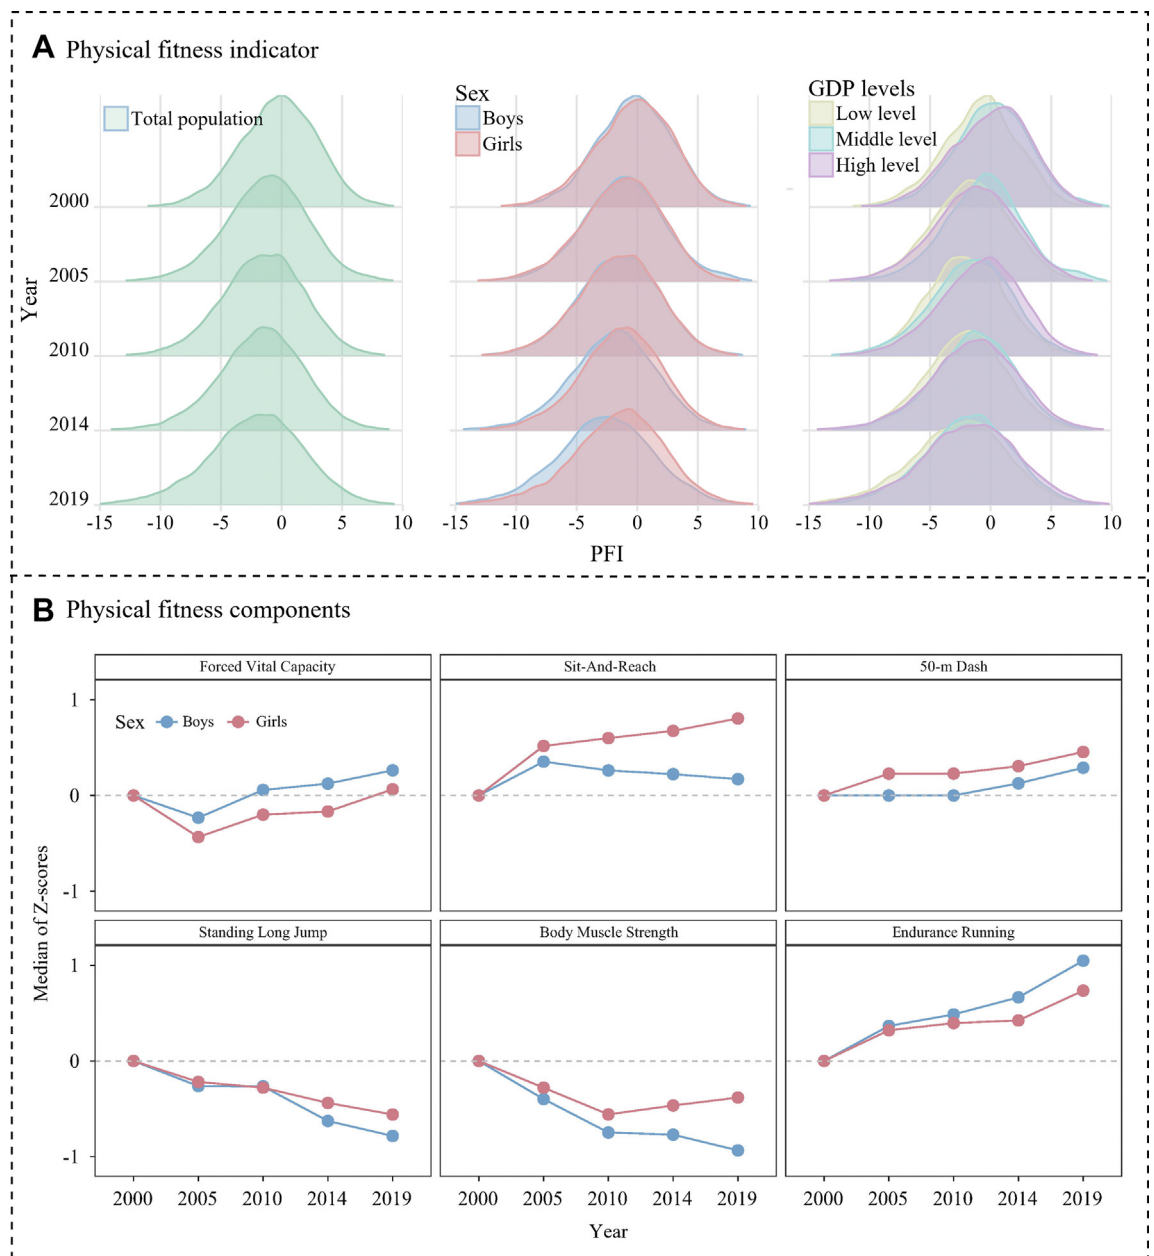 A Physical fitness indicator
Total population
Sex
Boys
Girls
GDP levels
Low level
Middle level
High level
Year
2000
2005
2010
2014
2019
-15 -10 -5 0 5 10
-15 -10 -5 0 5 10
-15 -10 -5 0 5 10
PFI
B Physical fitness components
Forced Vital Capacity
Sit-And-Reach
50-m Dash
Sex Boys Girls
1
0
-1
Median of Z-scores
Standing Long Jump
Body Muscle Strength
Endurance Running
1
0
-1
2000 2005 2010 2014 2019
2000 2005 2010 2014 2019
2000 2005 2010 2014 2019
Year